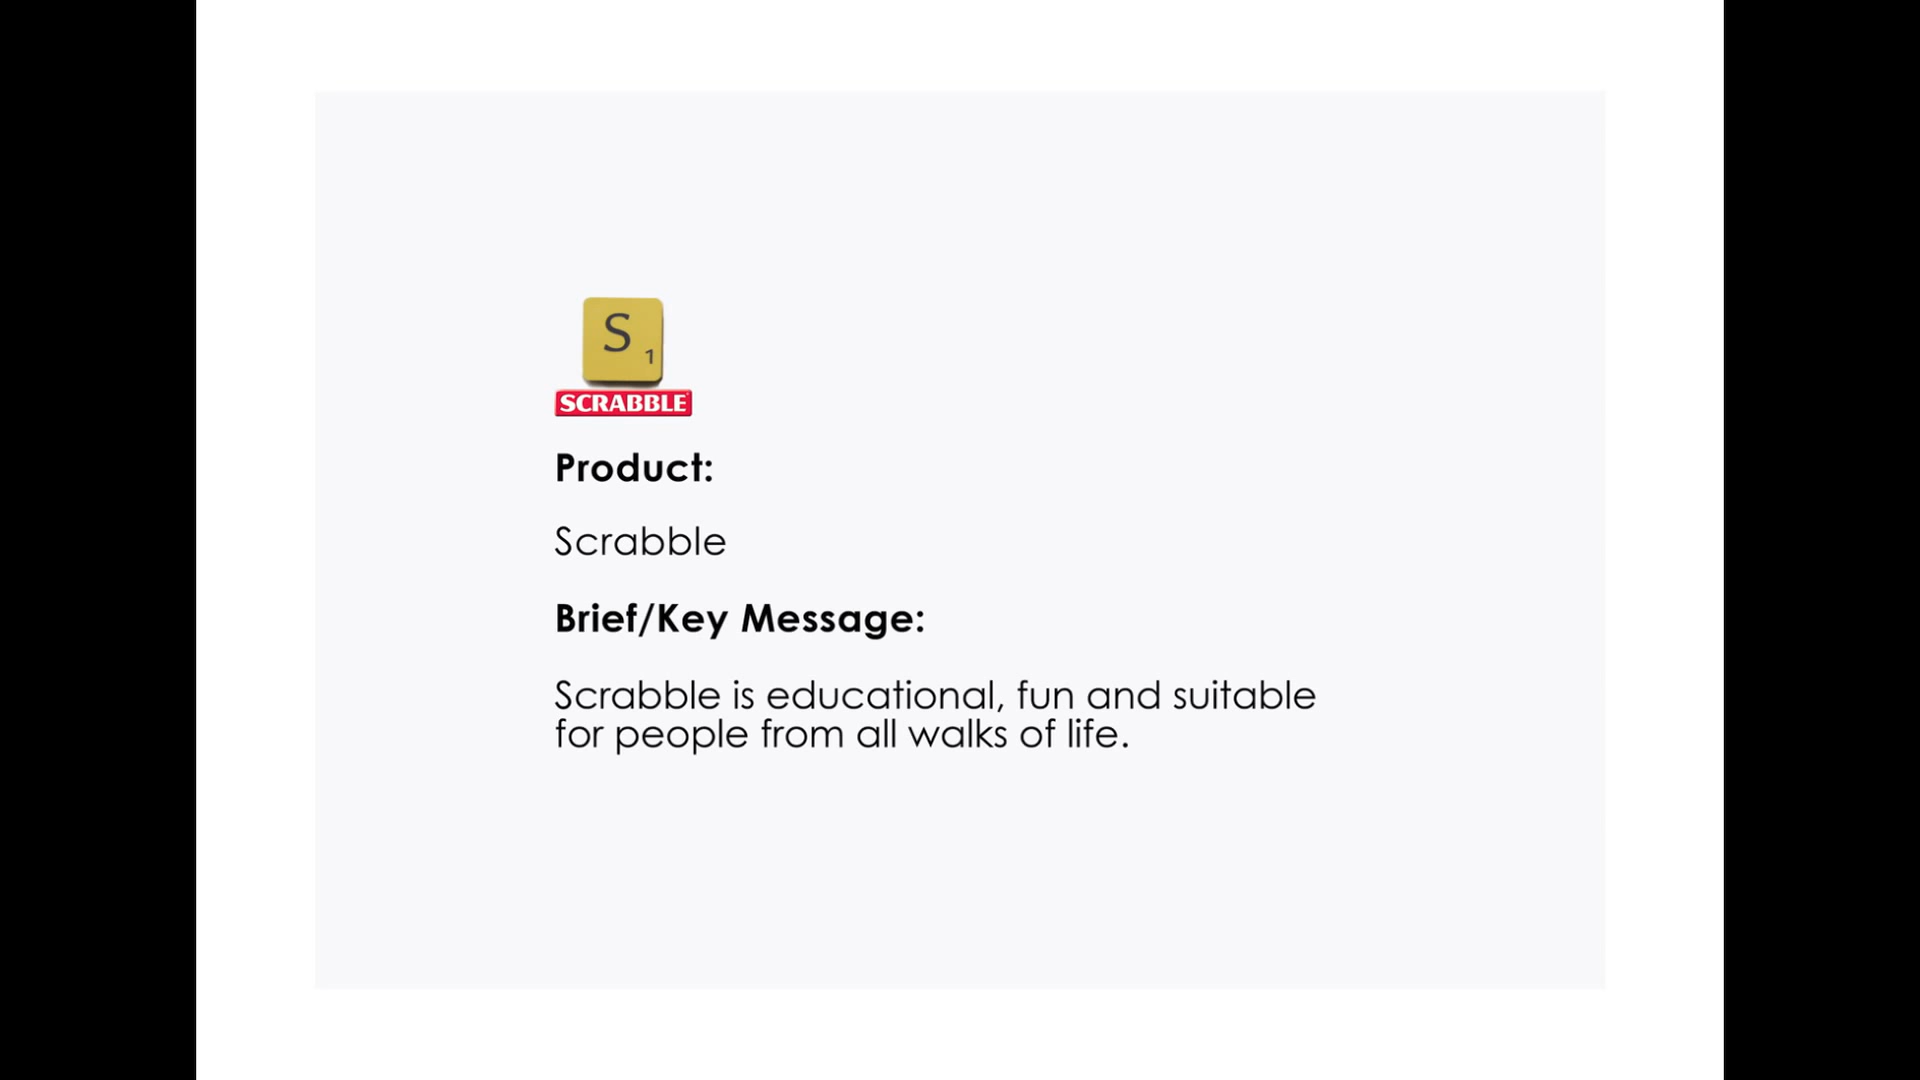 S
1
SCRABBLE
Product:
Scrabble
Brief/Key Message:
Scrabble is educational, fun and suitable
for people from all walks of life.